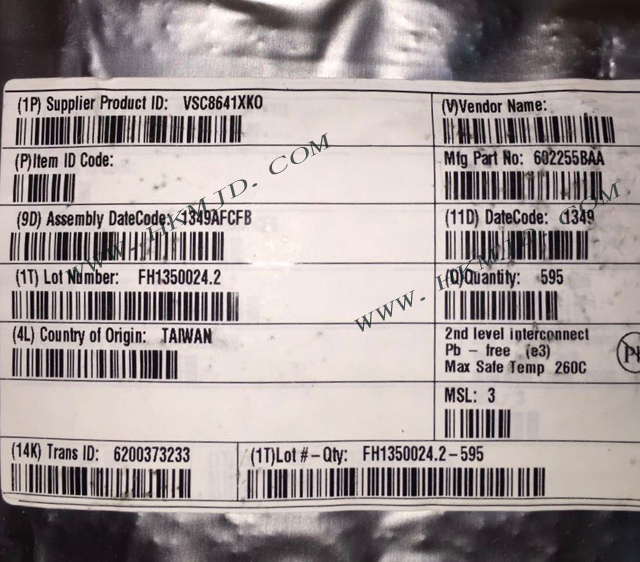 (1P) Supplier Product ID: VSC8641XKO
(V)Vendor Name:
(P)Item ID Code:
Mfg Part No: 602255BAA
(9D) Assembly DateCode: 1349AFCFB
(11D) DateCode: 1349
(1T) Lot Number: FH1350024.2
(Q)Quantity: 595
(4L) Country of Origin: TAIWAN
2nd level interconnect
Pb - free (e3)
Max Safe Temp 260C
MSL: 3
(14K) Trans ID: 6200373233
(1T)Lot #-Qty: FH1350024.2-595
WWW.HKMJD.COM
WWW.HKMJD.COM